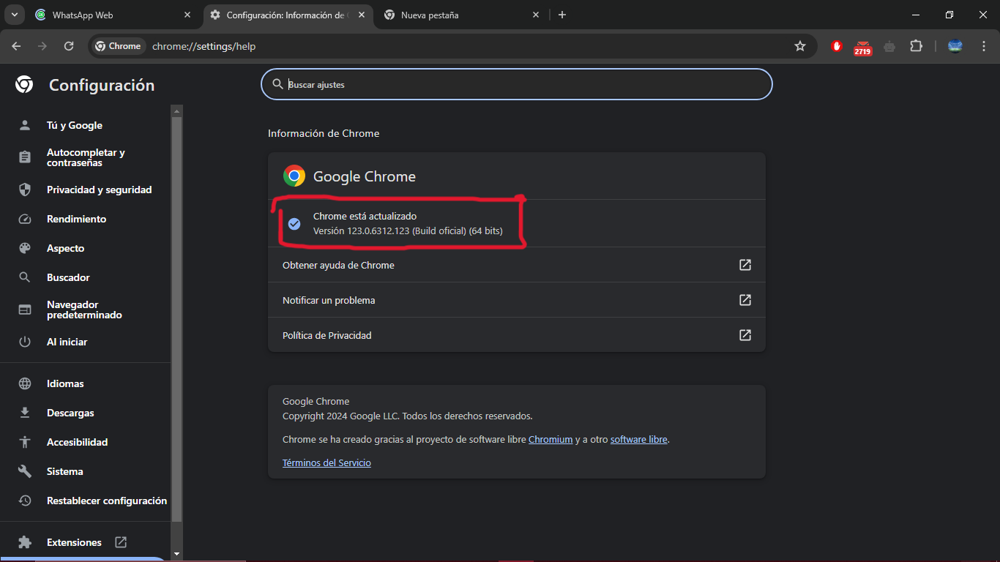 WhatsApp Web
Configuración: Información de
Nueva pestaña
Chrome
chrome://settings/help
2719
Configuración
Buscar ajustes
Tú y Google
Autocompletar y
contraseñas
Privacidad y seguridad
Rendimiento
Aspecto
Buscador
Navegador
predeterminado
Al iniciar
Idiomas
Descargas
Accesibilidad
Sistema
Restablecer configuración
Extensiones
Información de Chrome
Google Chrome
Chrome está actualizado
Versión 123.0.6312.123 (Build oficial) (64 bits)
Obtener ayuda de Chrome
Notificar un problema
Política de Privacidad
Google Chrome
Copyright 2024 Google LLC. Todos los derechos reservados.
Chrome se ha creado gracias al proyecto de software libre Chromium y a otro software libre.
Términos del Servicio